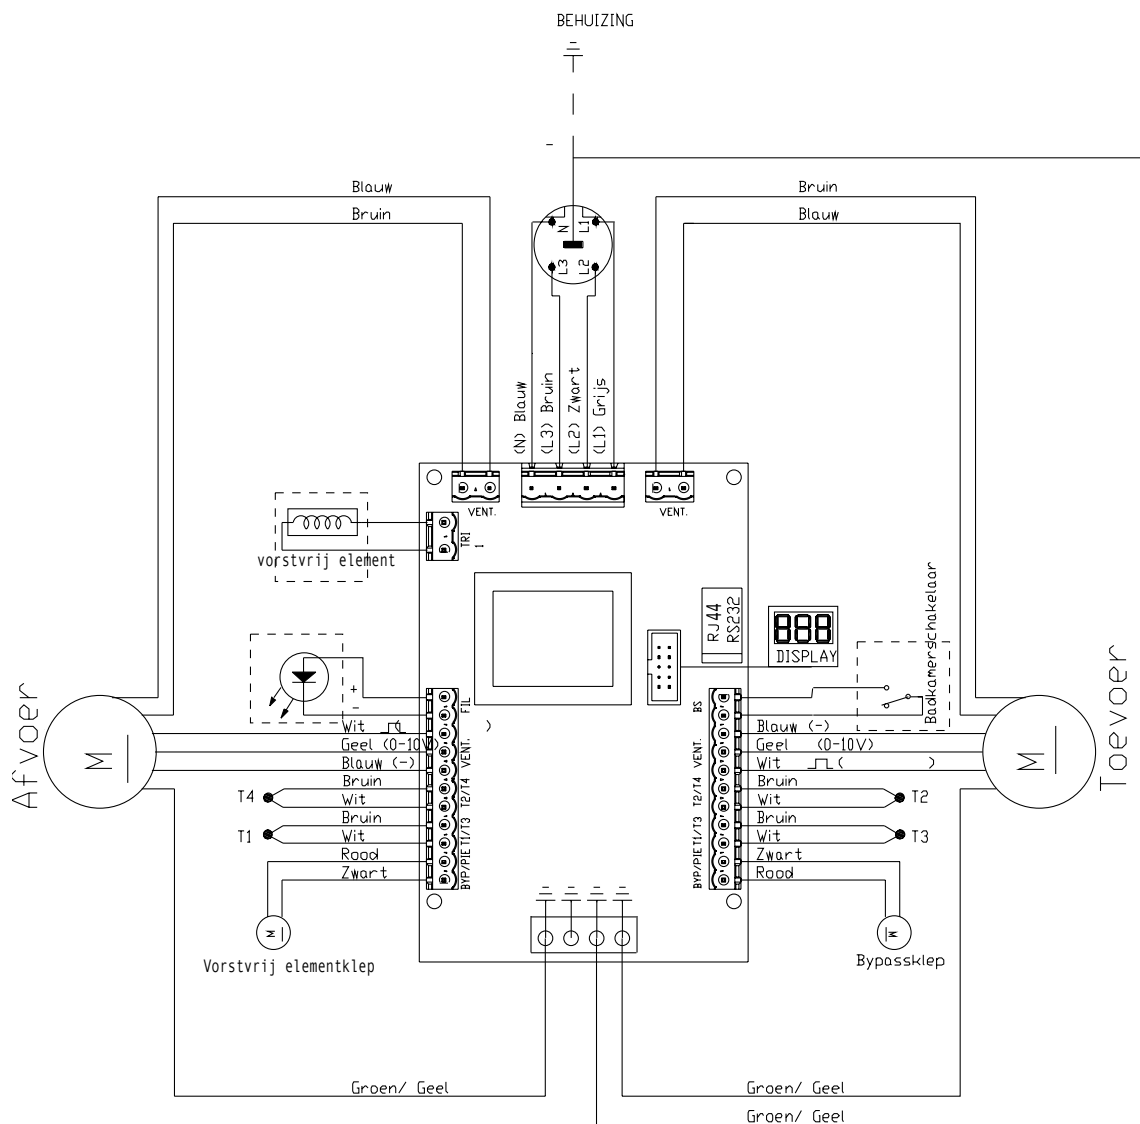 BEHUIZING
Blauw
Bruin
Bruin
Blauw
N
L1
L3
L2
(N) Blauw
(L3) Bruin
(L2) Zwart
(L1) Grijs
VENT.
VENT.
TR1
1
vorstvrij element
RJ44
RS232
888
DISPLAY
Badkamerschakelaar
Afvoer
M
Toevoer
M
+
-
FIL
BS
Wit ( )
Geel (0-10V)
Blauw (-)
VENT.
Bruin
Wit
T4
T2/T4
Bruin
Wit
T1
T1/T3
Rood
Zwart
BYP/PIE
Blauw (-)
Geel (0-10V)
Wit ( )
VENT.
Bruin
Wit
T2
T2/T4
Bruin
Wit
T3
T1/T3
Zwart
Rood
BYP/PIE
M
Vorstvrij elementklep
M
Bypassklep
Groen/ Geel
Groen/ Geel
Groen/ Geel